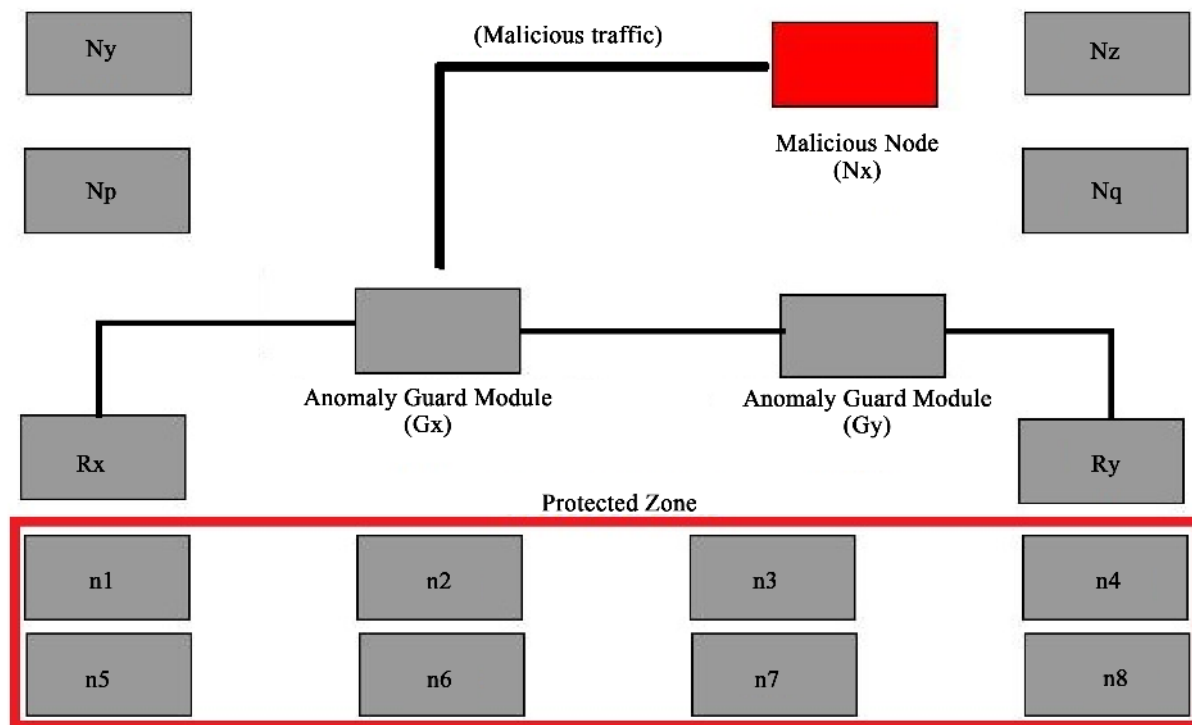 Ny
(Malicious traffic)
Nz
Malicious Node
(Nx)
Np
Nq
Anomaly Guard Module
(Gx)
Anomaly Guard Module
(Gy)
Rx
Ry
Protected Zone
n1
n2
n3
n4
n5
n6
n7
n8